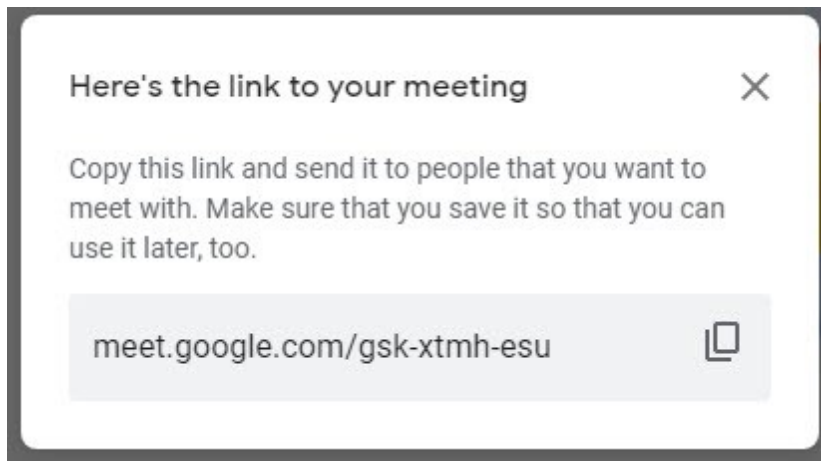 Here's the link to your meeting
Copy this link and send it to people that you want to
meet with. Make sure that you save it so that you can
use it later, too.
meet.google.com/gsk-xtmh-esu